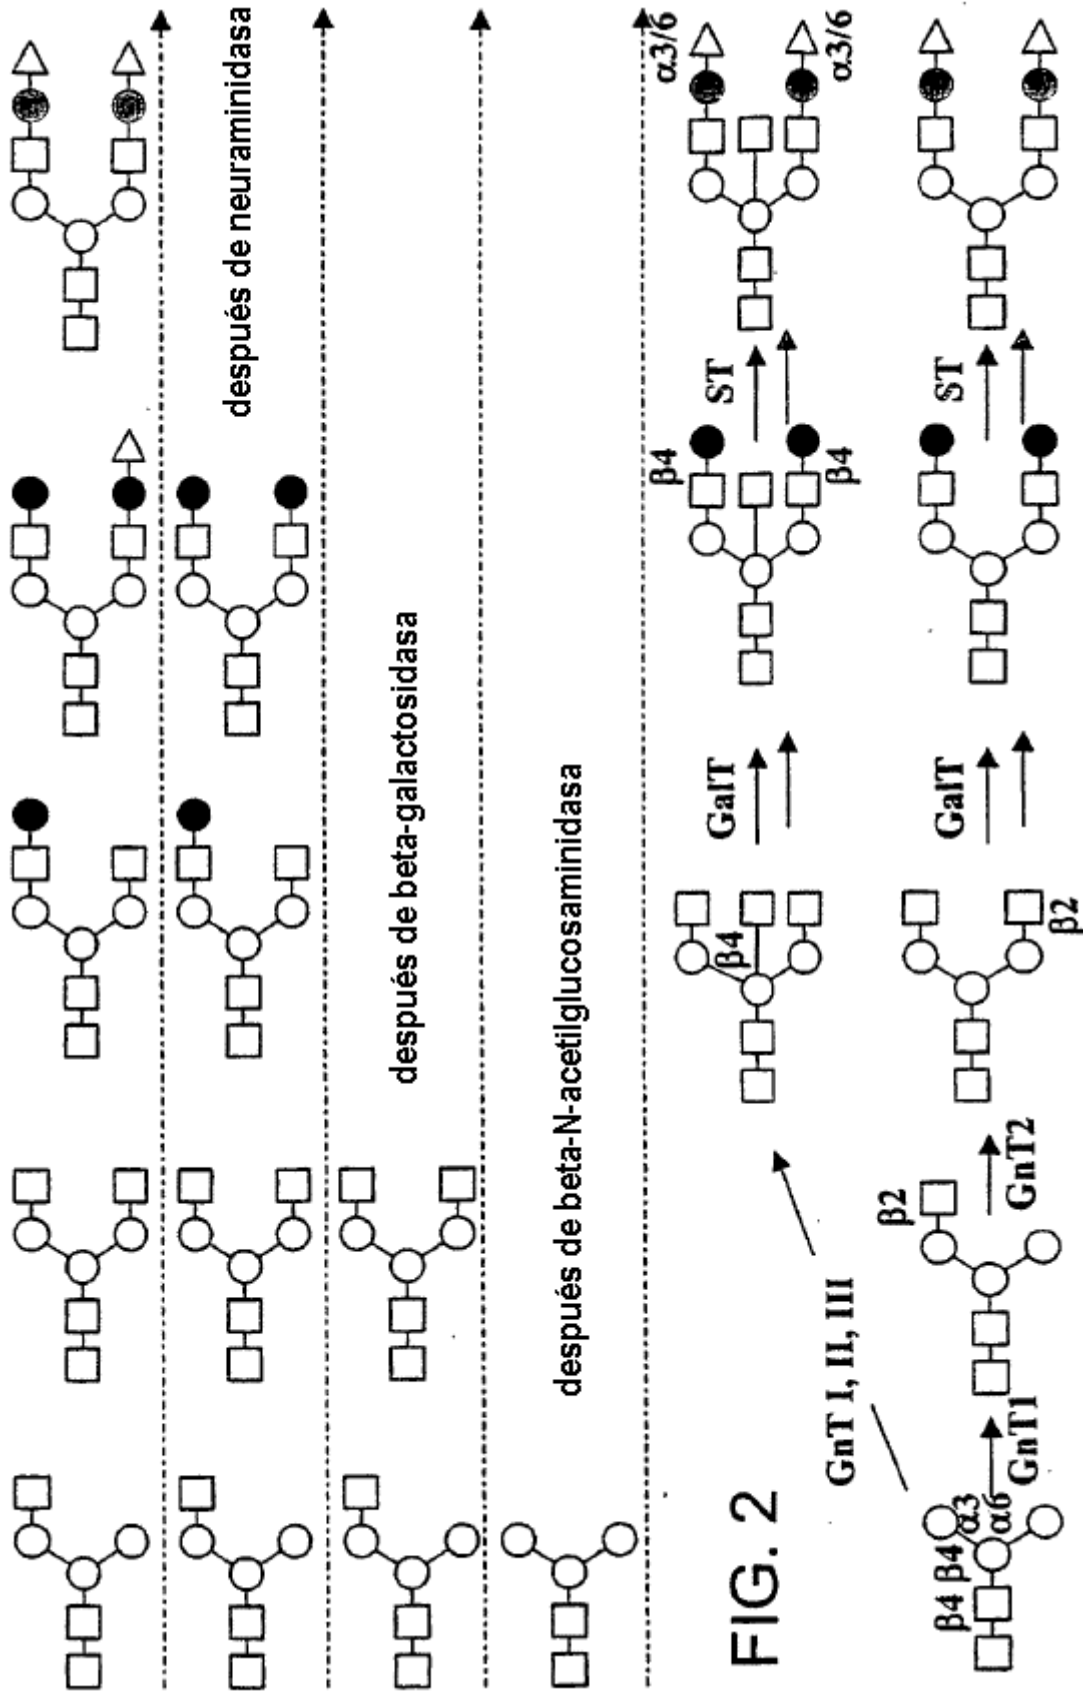 después de neuraminidasa
después de beta-galactosidasa
después de beta-N-acetilglucosaminidasa
FIG. 2
GnT I, II, III
β4
GalT
β4
β4
ST
α3/6
α3/6
β4 β4
α3
α6
GnT1
β2
GnT2
β2
GalT
ST